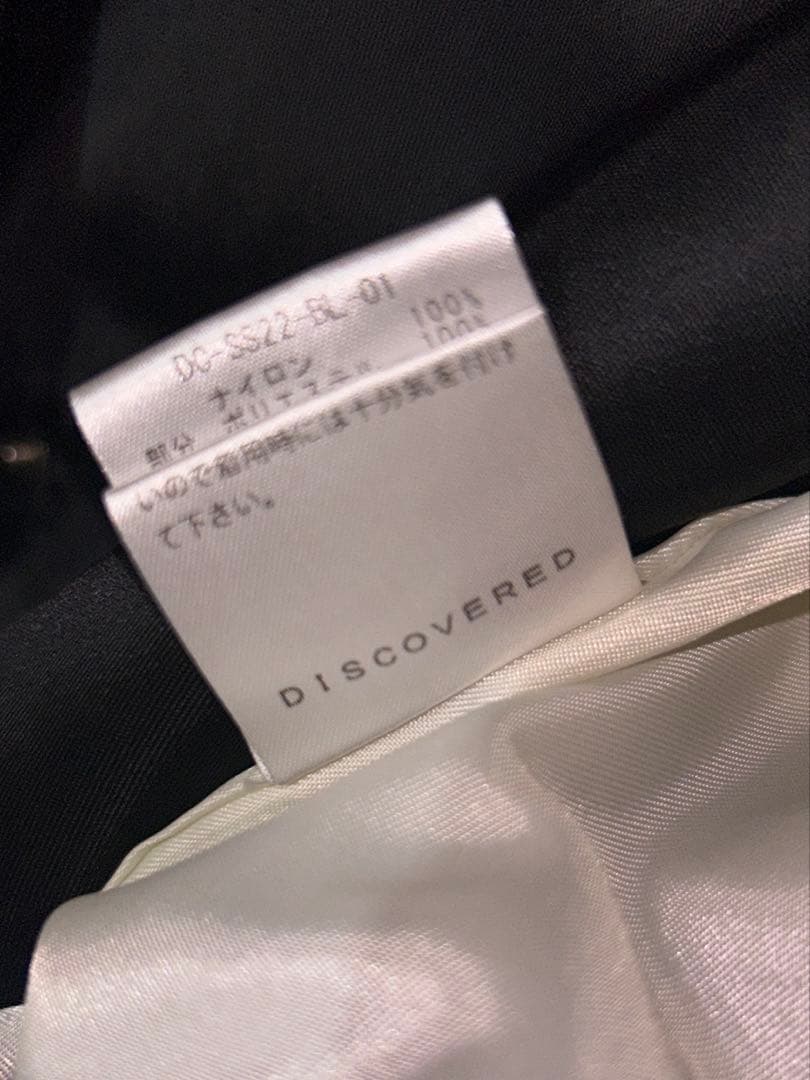 DC-SS22-BL-01
ナイロン 100%
部分 ポリエステル 100%
いので着用時には十分気を付け
て下さい。
DISCOVERED